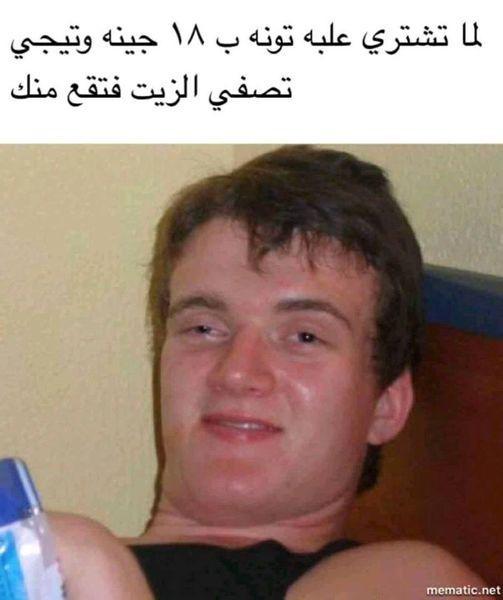 لما تشتري علبه تونه ب ١٨ جينه وتيجي
تصفي الزيت فتقع منك
mematic.net